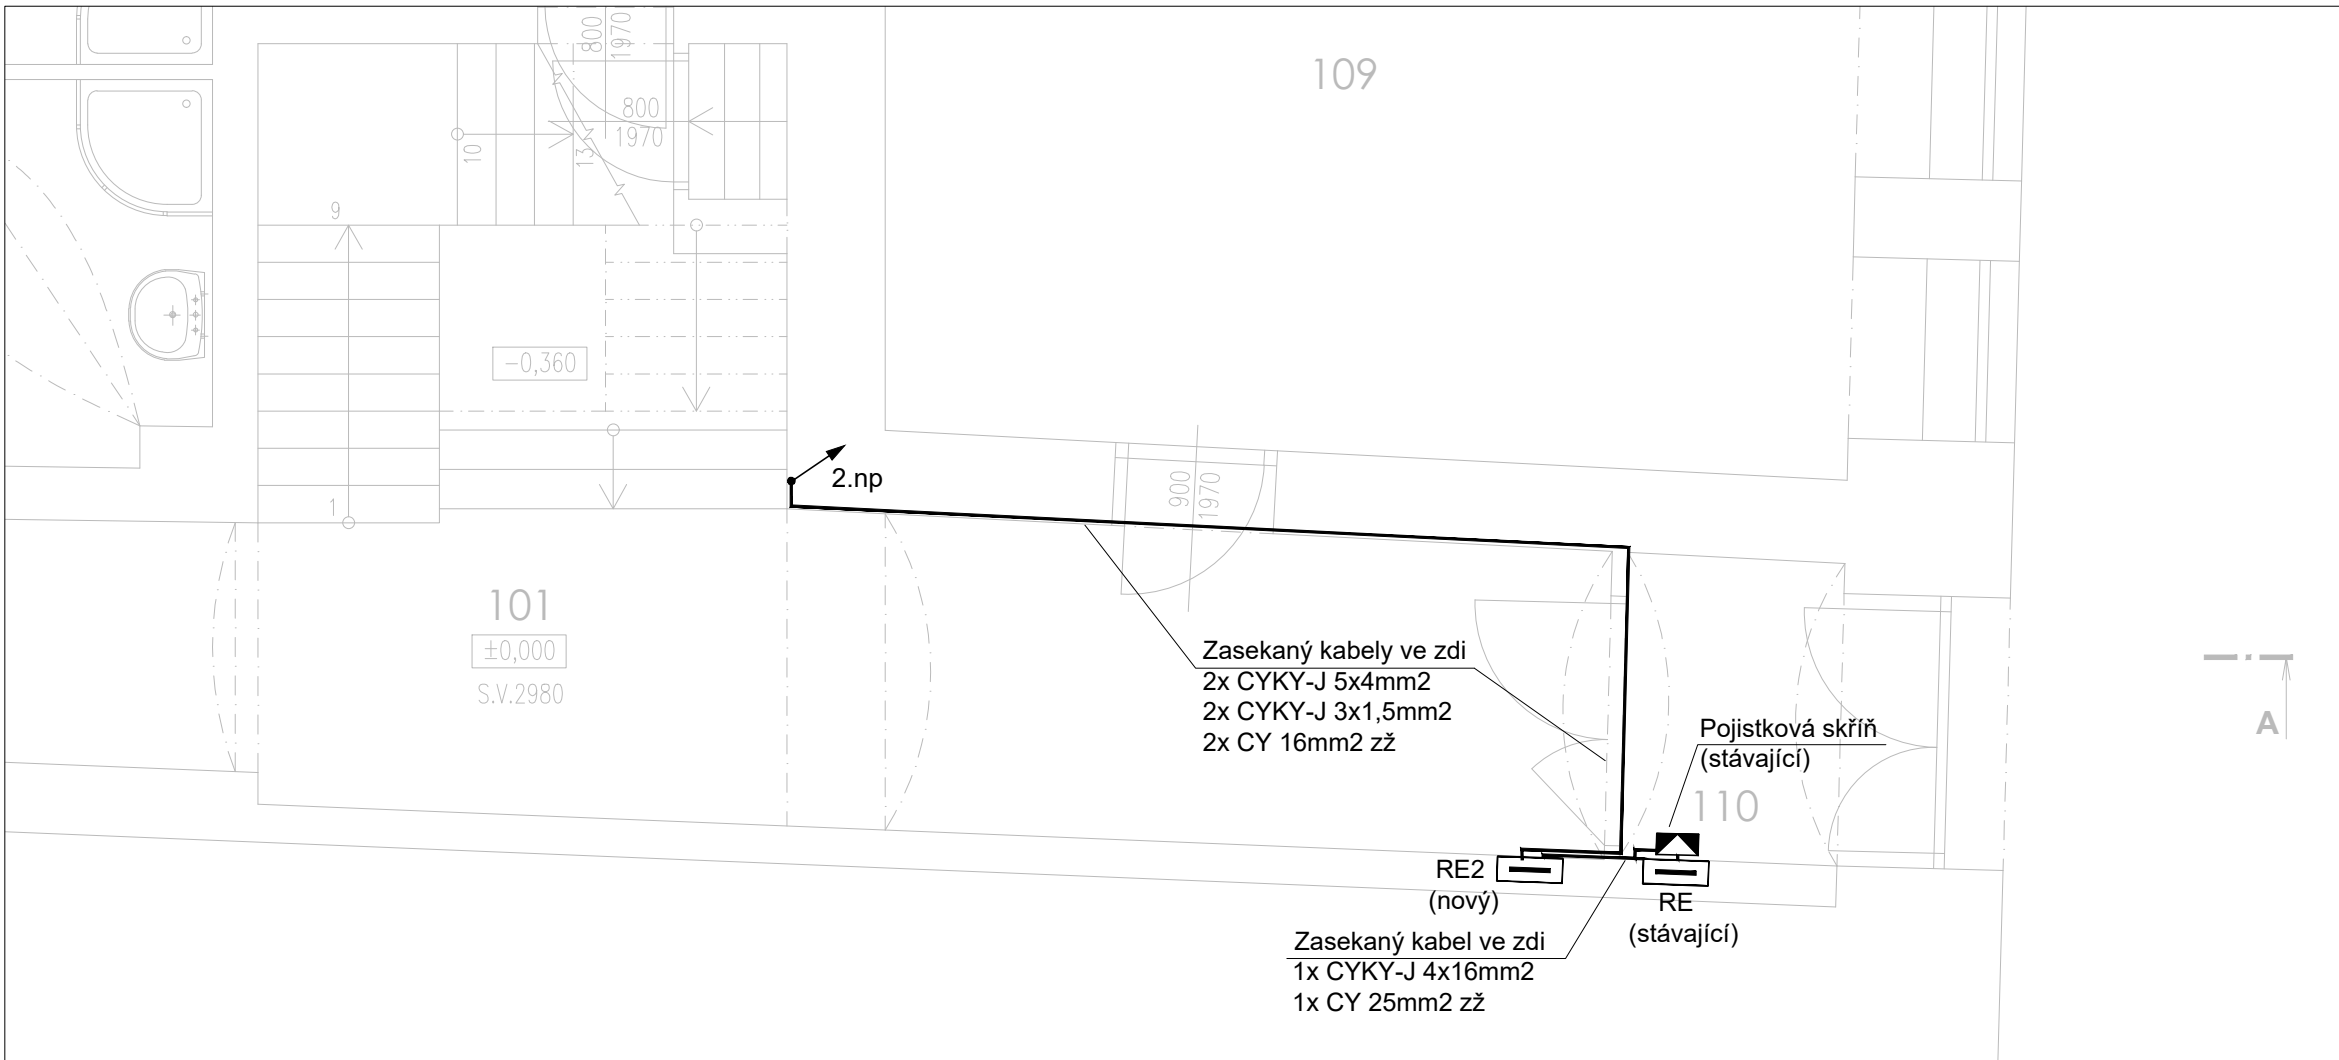 800
1970
109
800
1970
10
13
9
-0,360
2.np
900
1970
1
101
±0,000
S.V.2980
Zasekaný kabely ve zdi
2x CYKY-J 5x4mm2
2x CYKY-J 3x1,5mm2
2x CY 16mm2 zž
A
Pojistková skříň
(stávající)
110
RE2
(nový)
RE
(stávající)
Zasekaný kabel ve zdi
1x CYKY-J 4x16mm2
1x CY 25mm2 zž